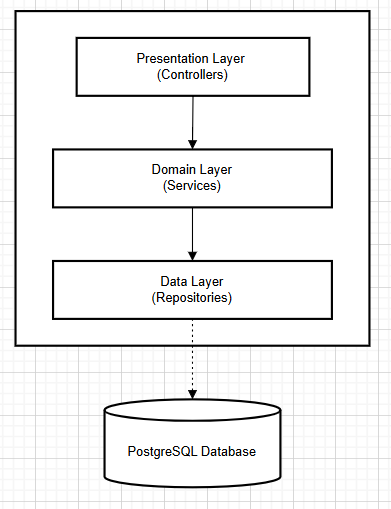 Presentation Layer
(Controllers)
Domain Layer
(Services)
Data Layer
(Repositories)
PostgreSQL Database